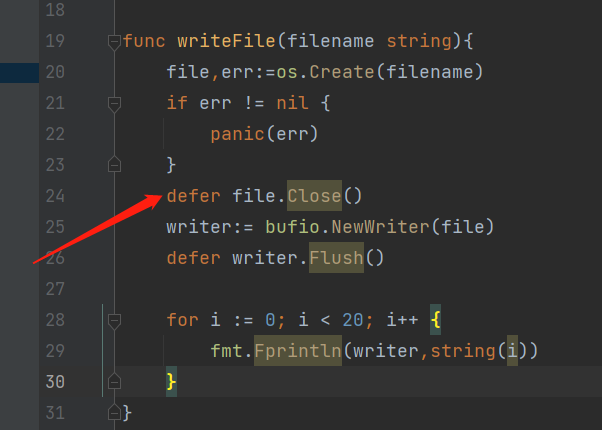 18
19 func writeFile(filename string){
20 file,err:=os.Create(filename)
21 if err != nil {
22 panic(err)
23 }
24 defer file.Close()
25 writer:= bufio.NewWriter(file)
26 defer writer.Flush()
27
28 for i := 0; i < 20; i++ {
29 fmt.Fprintln(writer,string(i))
30 }
31 }